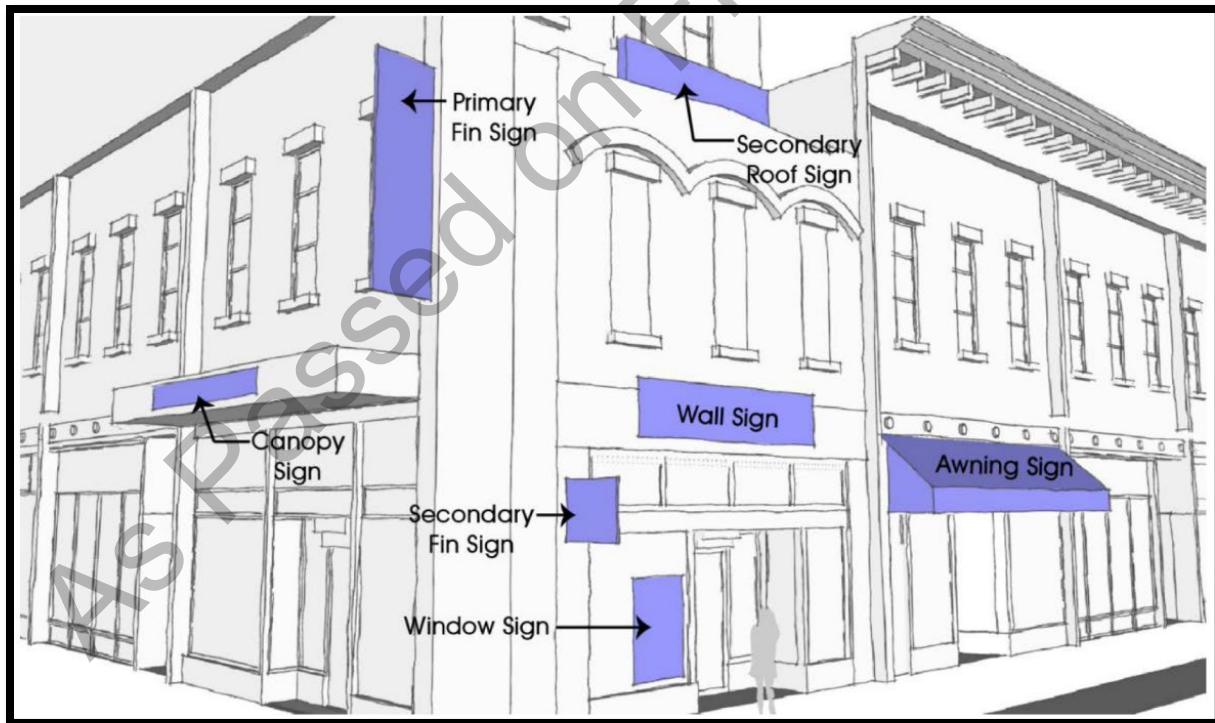 Primary
Fin Sign
Secondary
Roof Sign
Canopy
Sign
Wall Sign
Awning Sign
Secondary
Fin Sign
Window Sign
As Passed on Fi